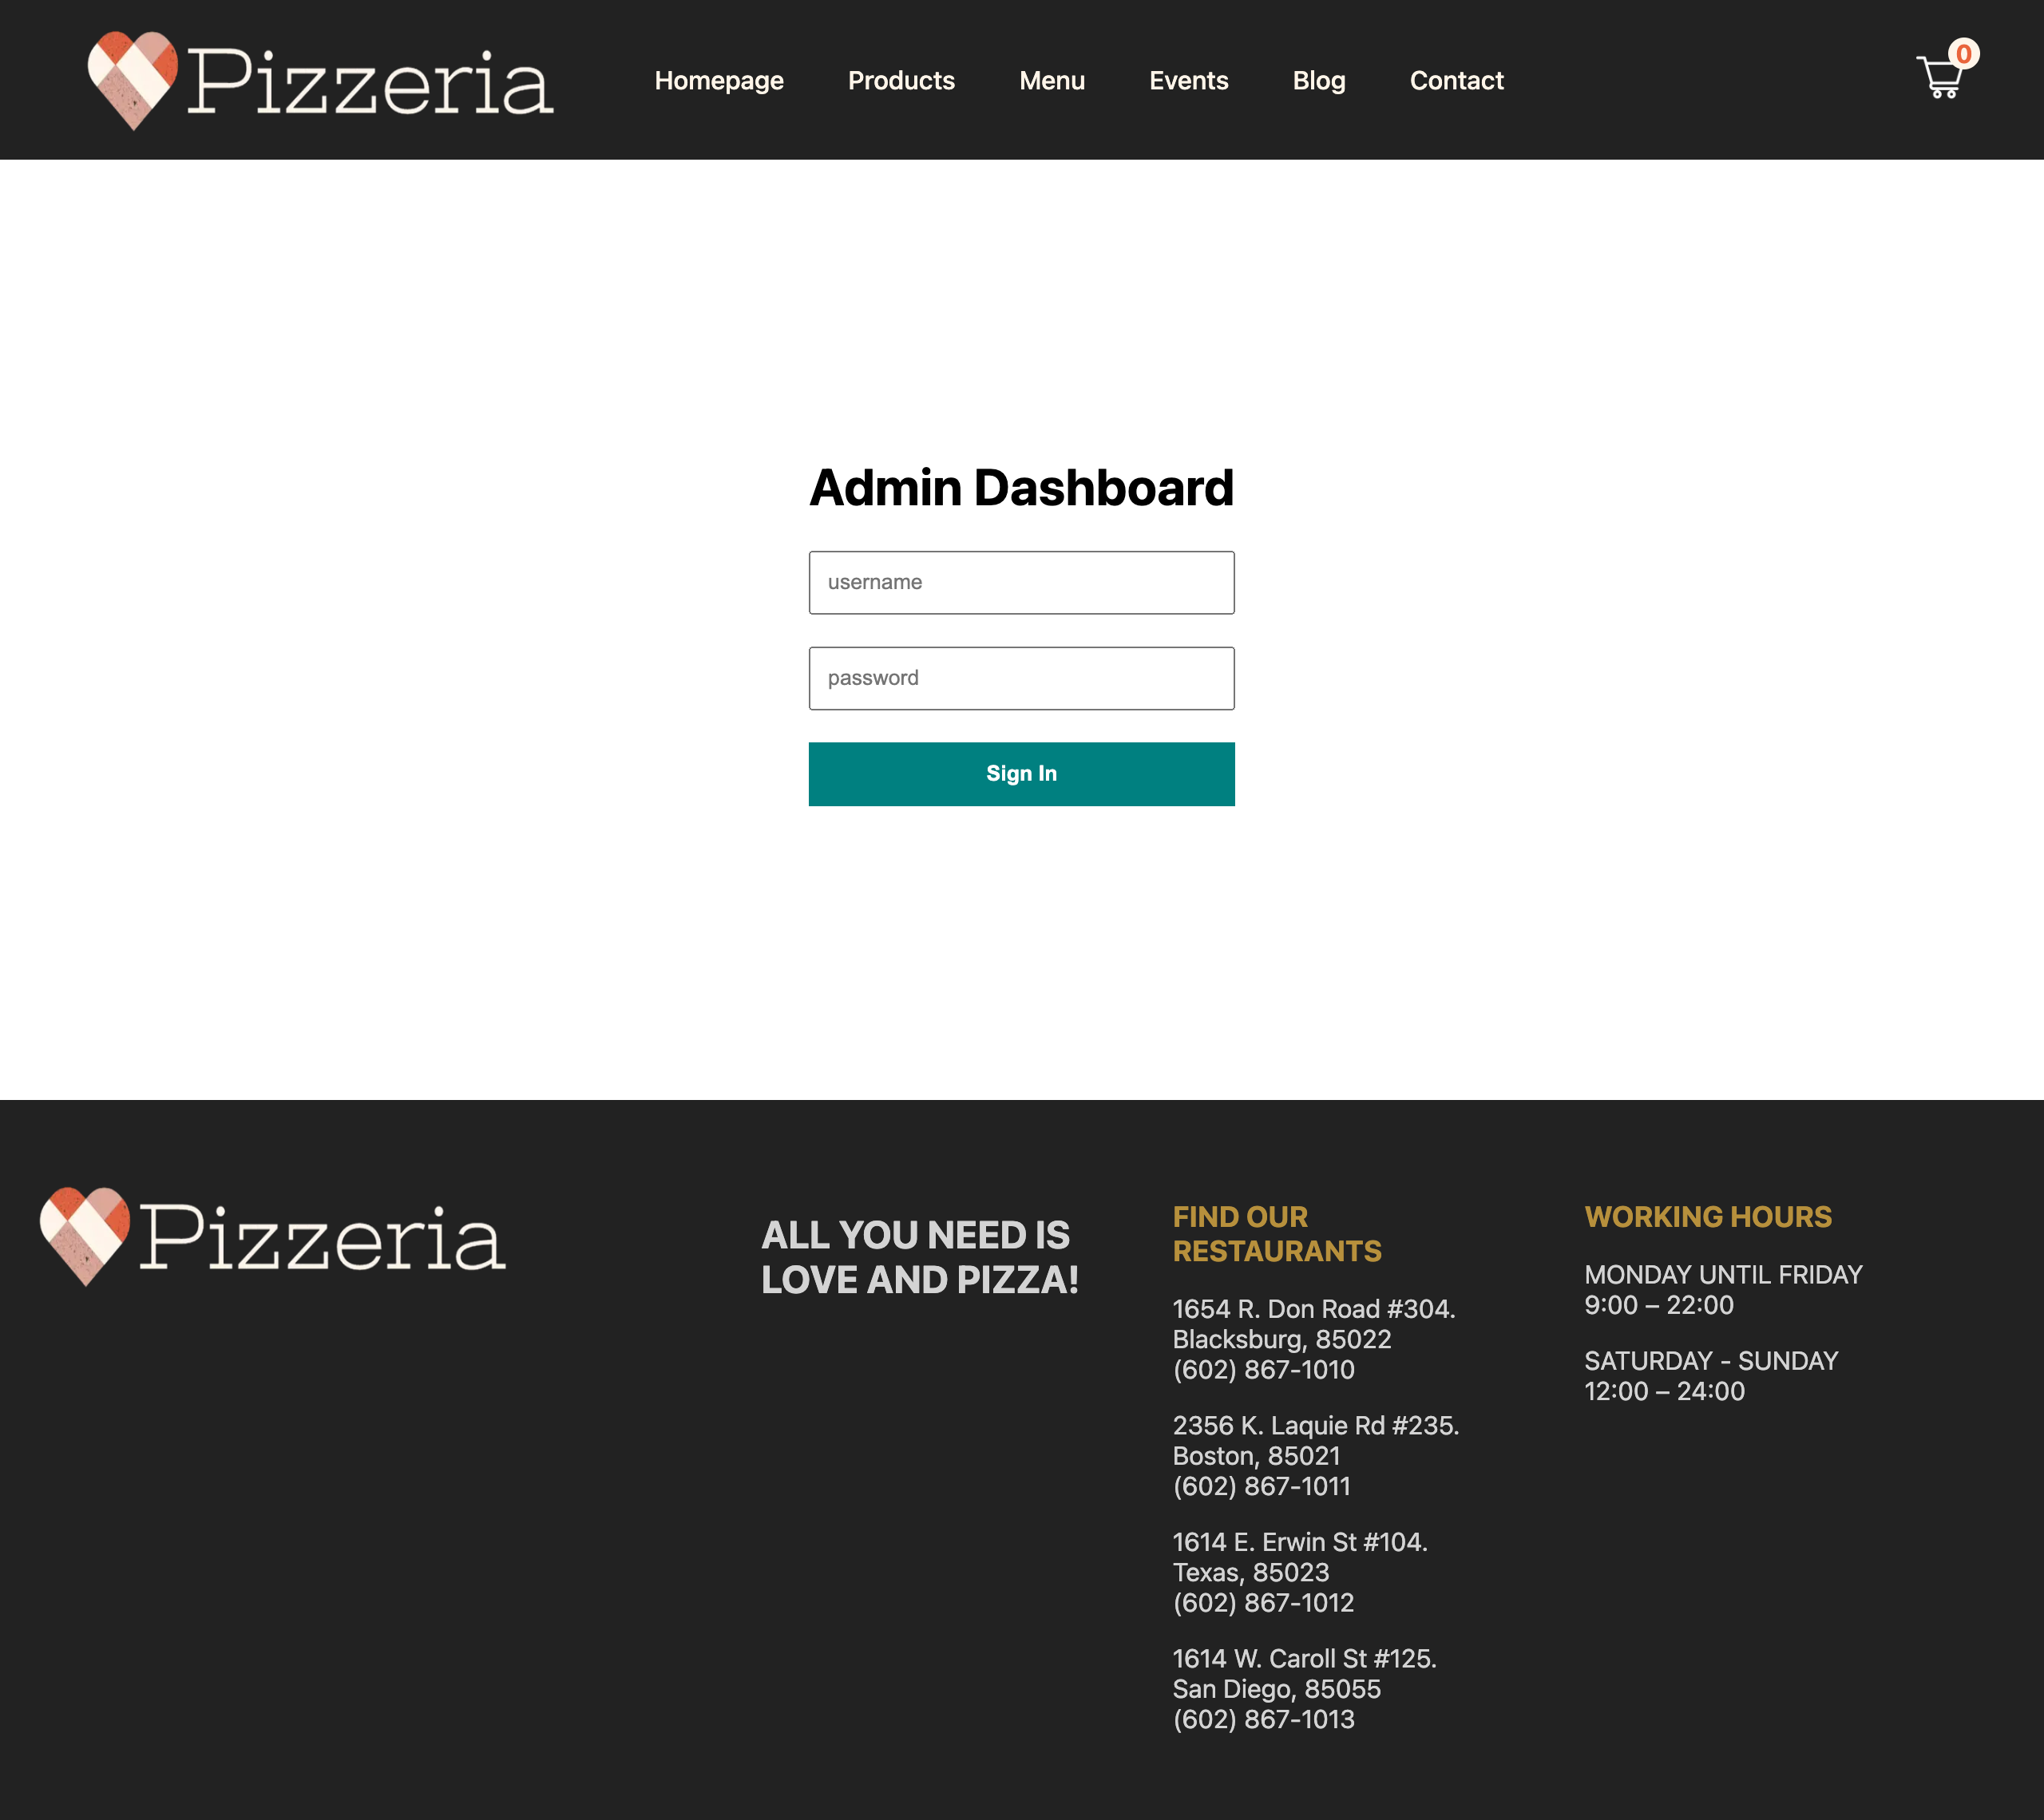 Pizzeria
Homepage
Products
Menu
Events
Blog
Contact
0
Admin Dashboard
username
password
Sign In
Pizzeria
ALL YOU NEED IS
LOVE AND PIZZA!
FIND OUR
RESTAURANTS
1654 R. Don Road #304.
Blacksburg, 85022
(602) 867-1010
2356 K. Laquie Rd #235.
Boston, 85021
(602) 867-1011
1614 E. Erwin St #104.
Texas, 85023
(602) 867-1012
1614 W. Caroll St #125.
San Diego, 85055
(602) 867-1013
WORKING HOURS
MONDAY UNTIL FRIDAY
9:00 – 22:00
SATURDAY - SUNDAY
12:00 – 24:00